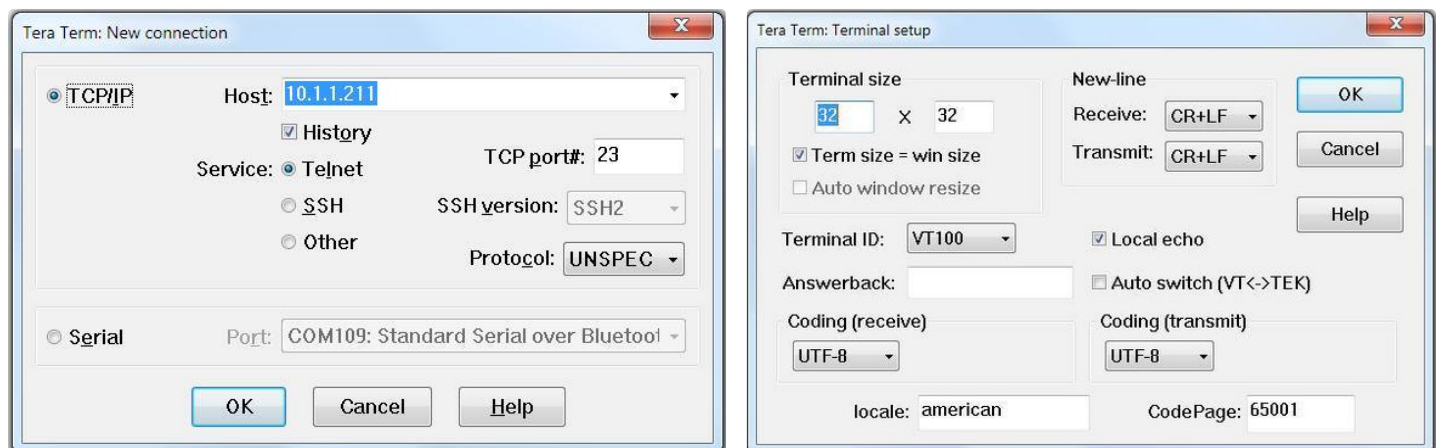 Tera Term: New connection
TCP/IP
Host: 10.1.1.211
History
Service: Telnet
TCP port#: 23
SSH
SSH version: SSH2
Other
Protocol: UNSPEC
Serial
Port: COM109: Standard Serial over Bluetoot
OK
Cancel
Help
Tera Term: Terminal setup
Terminal size
32 X 32
Term size = win size
Auto window resize
New-line
Receive: CR+LF
Transmit: CR+LF
OK
Cancel
Help
Terminal ID: VT100
Local echo
Answerback:
Auto switch (VT<->TEK)
Coding (receive)
UTF-8
Coding (transmit)
UTF-8
locale: american
CodePage: 65001